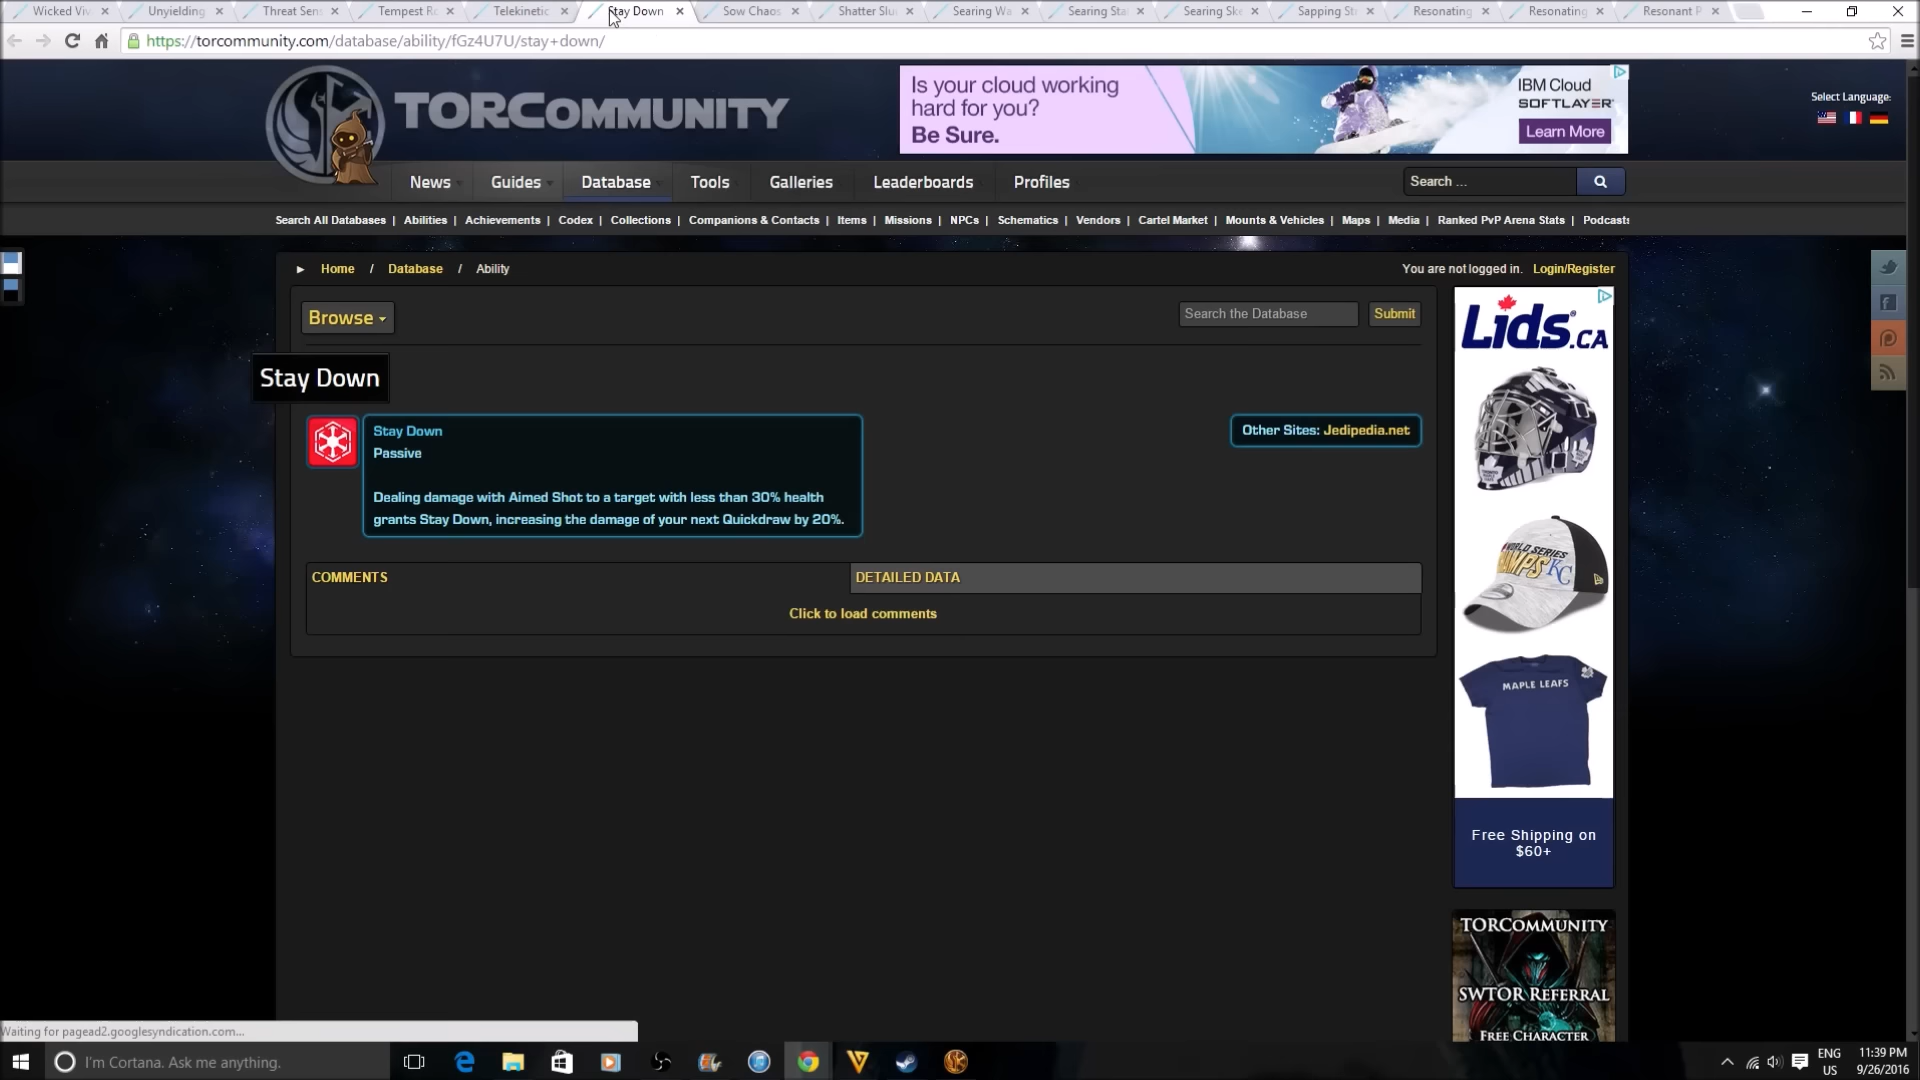 Wicked Viv
Unyielding
Threat Sens
Tempest R
Telekinetic
Stay Down
Sow Chaos
Shatter Slu
Searing Wa
Searing Sta
Searing Ske
Sapping Str
Resonating
Resonating
Resonant P
https://torcommunity.com/database/ability/fGz4U7U/stay+down/
TORCOMMUNITY
Is your cloud working
hard for you?
Be Sure.
IBM Cloud
SOFTLAYER
Learn More
Select Language:
News
Guides
Database
Tools
Galleries
Leaderboards
Profiles
Search ...
Search All Databases | Abilities | Achievements | Codex | Collections | Companions & Contacts | Items | Missions | NPCs | Schematics | Vendors | Cartel Market | Mounts & Vehicles | Maps | Media | Ranked PvP Arena Stats | Podcasts
Home / Database / Ability
You are not logged in. Login/Register
Browse
Search the Database
Submit
Stay Down
Stay Down
Passive
Dealing damage with Aimed Shot to a target with less than 30% health
grants Stay Down, increasing the damage of your next Quickdraw by 20%.
Other Sites: Jedipedia.net
COMMENTS
DETAILED DATA
Click to load comments
Lids.CA
WORLD SERIES
CHAMPS KC
MAPLE LEAFS
Free Shipping on
$60+
TORCOMMUNITY
SWTOR REFERRAL
FREE CHARACTER
Waiting for pagead2.googlesyndication.com...
I'm Cortana. Ask me anything.
ENG
US
11:39 PM
9/26/2016